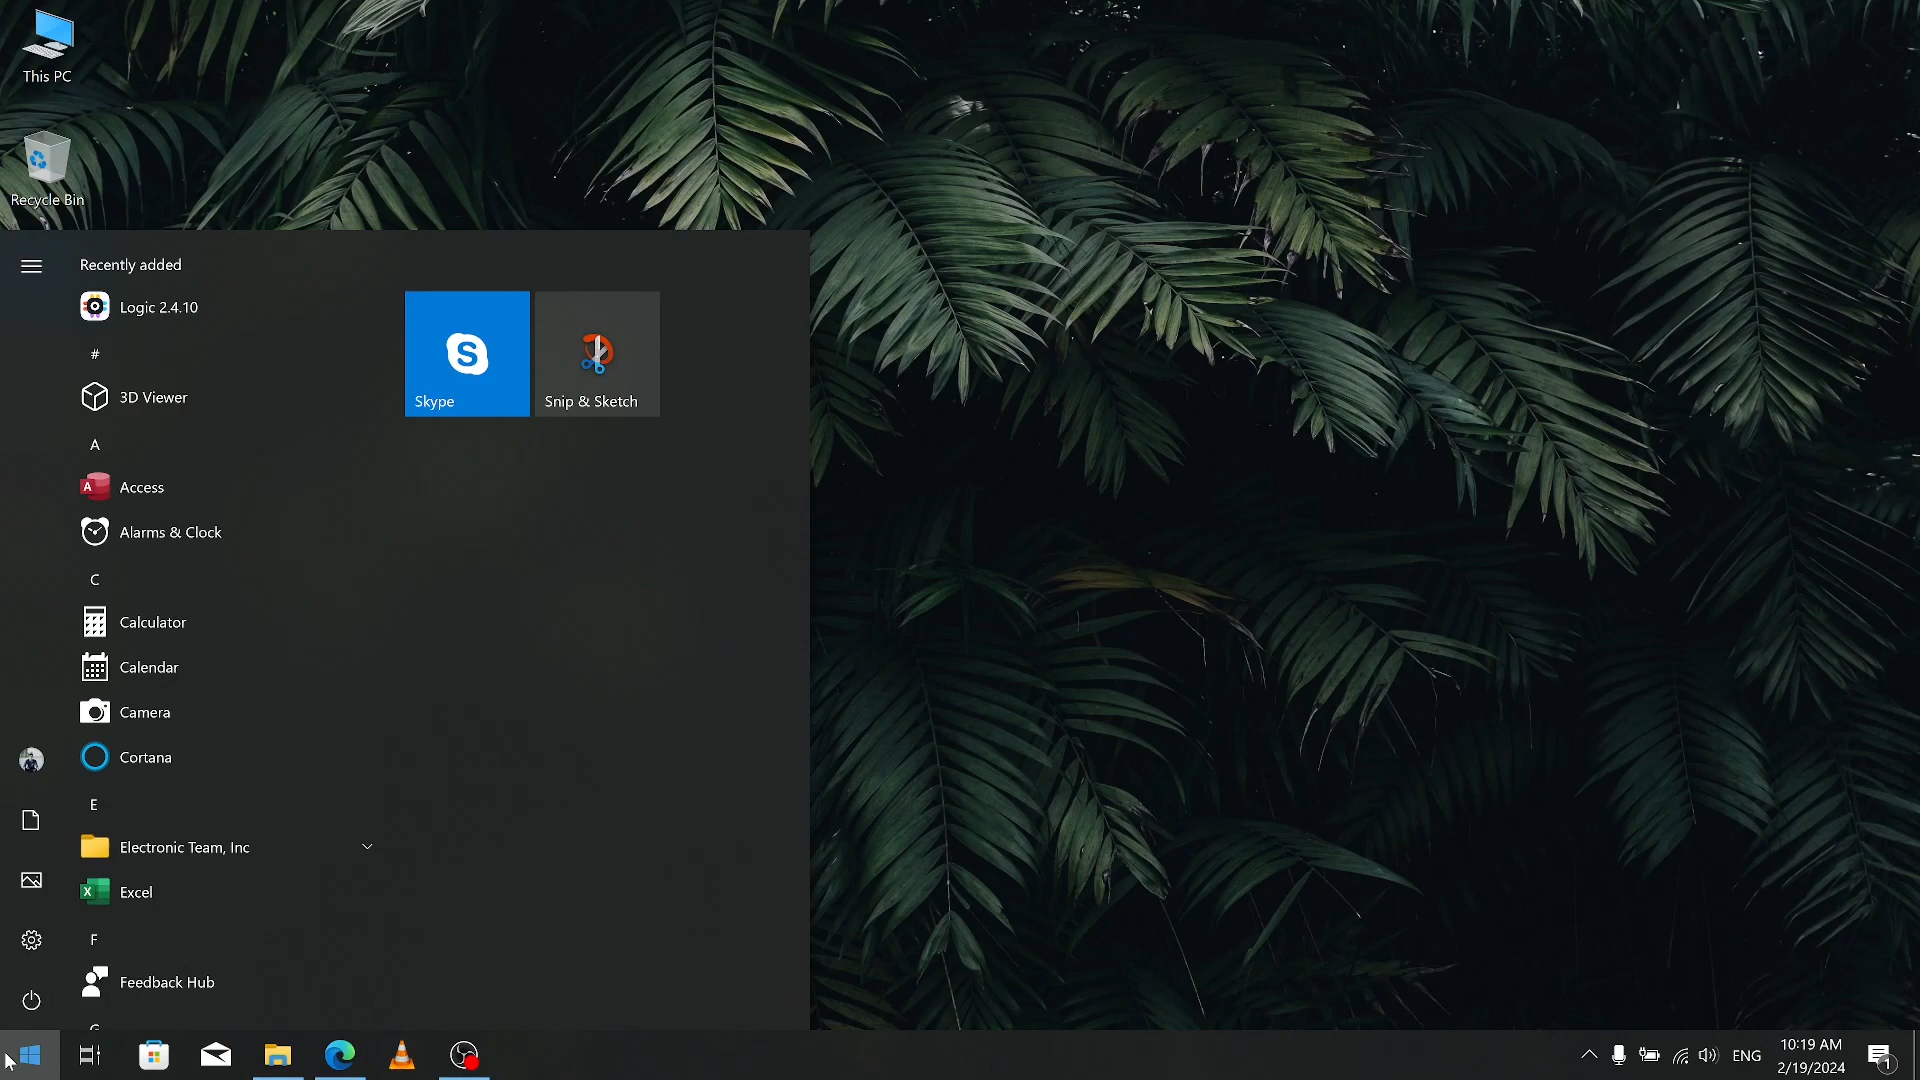 This PC
Recycle Bin
Recently added
Logic 2.4.10
#
3D Viewer
A
Access
Alarms & Clock
C
Calculator
Calendar
Camera
Cortana
E
Electronic Team, Inc
Excel
F
Feedback Hub
G
Skype
Snip & Sketch
ENG
10:19 AM
2/19/2024
1